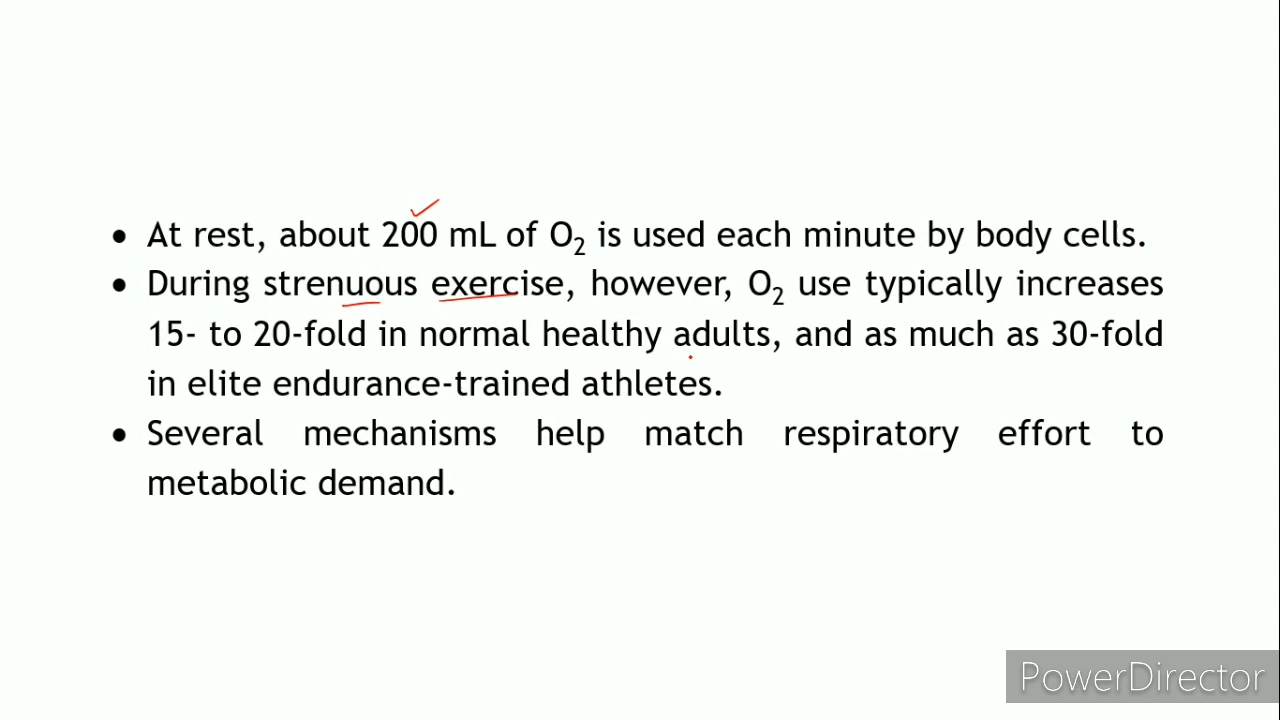 • At rest, about 200 mL of O₂ is used each minute by body cells.
• During strenuous exercise, however, O₂ use typically increases
15- to 20-fold in normal healthy adults, and as much as 30-fold
in elite endurance-trained athletes.
• Several mechanisms help match respiratory effort to
metabolic demand.
PowerDirector